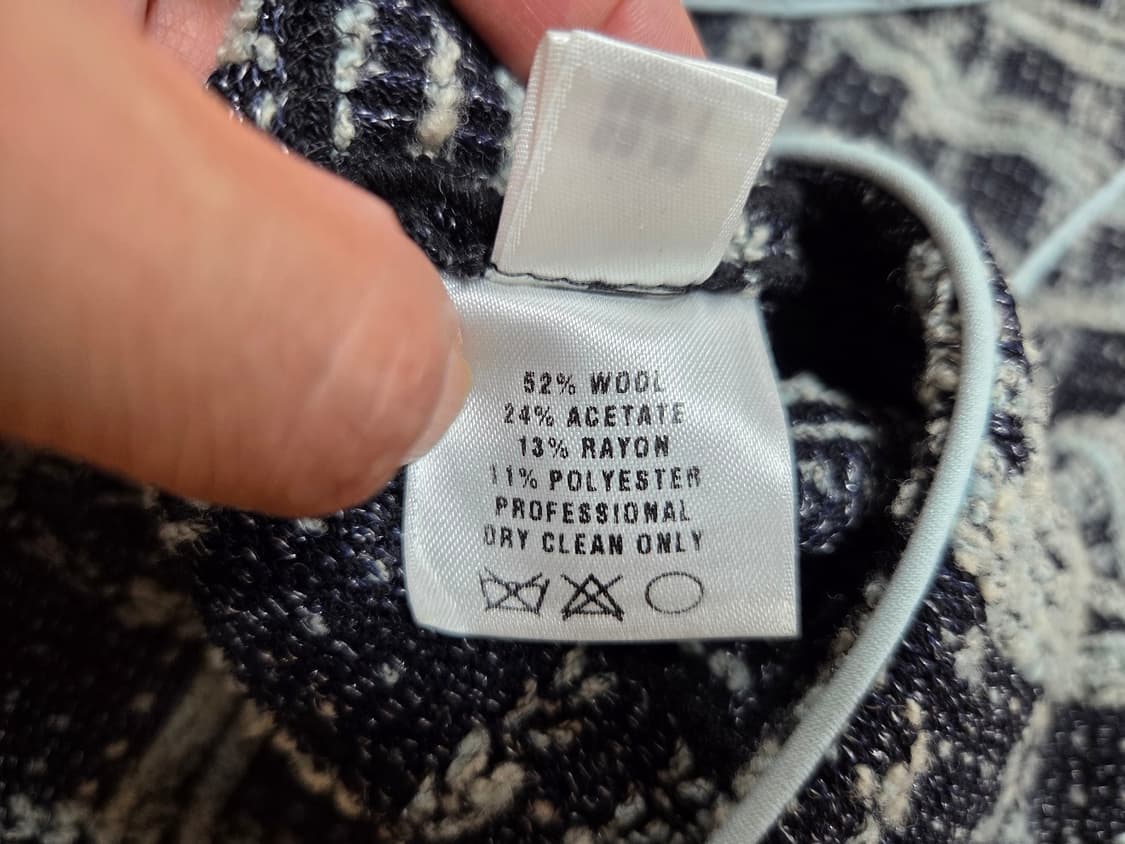 52% WOOL
24% ACETATE
13% RAYON
11% POLYESTER
PROFESSIONAL
DRY CLEAN ONLY